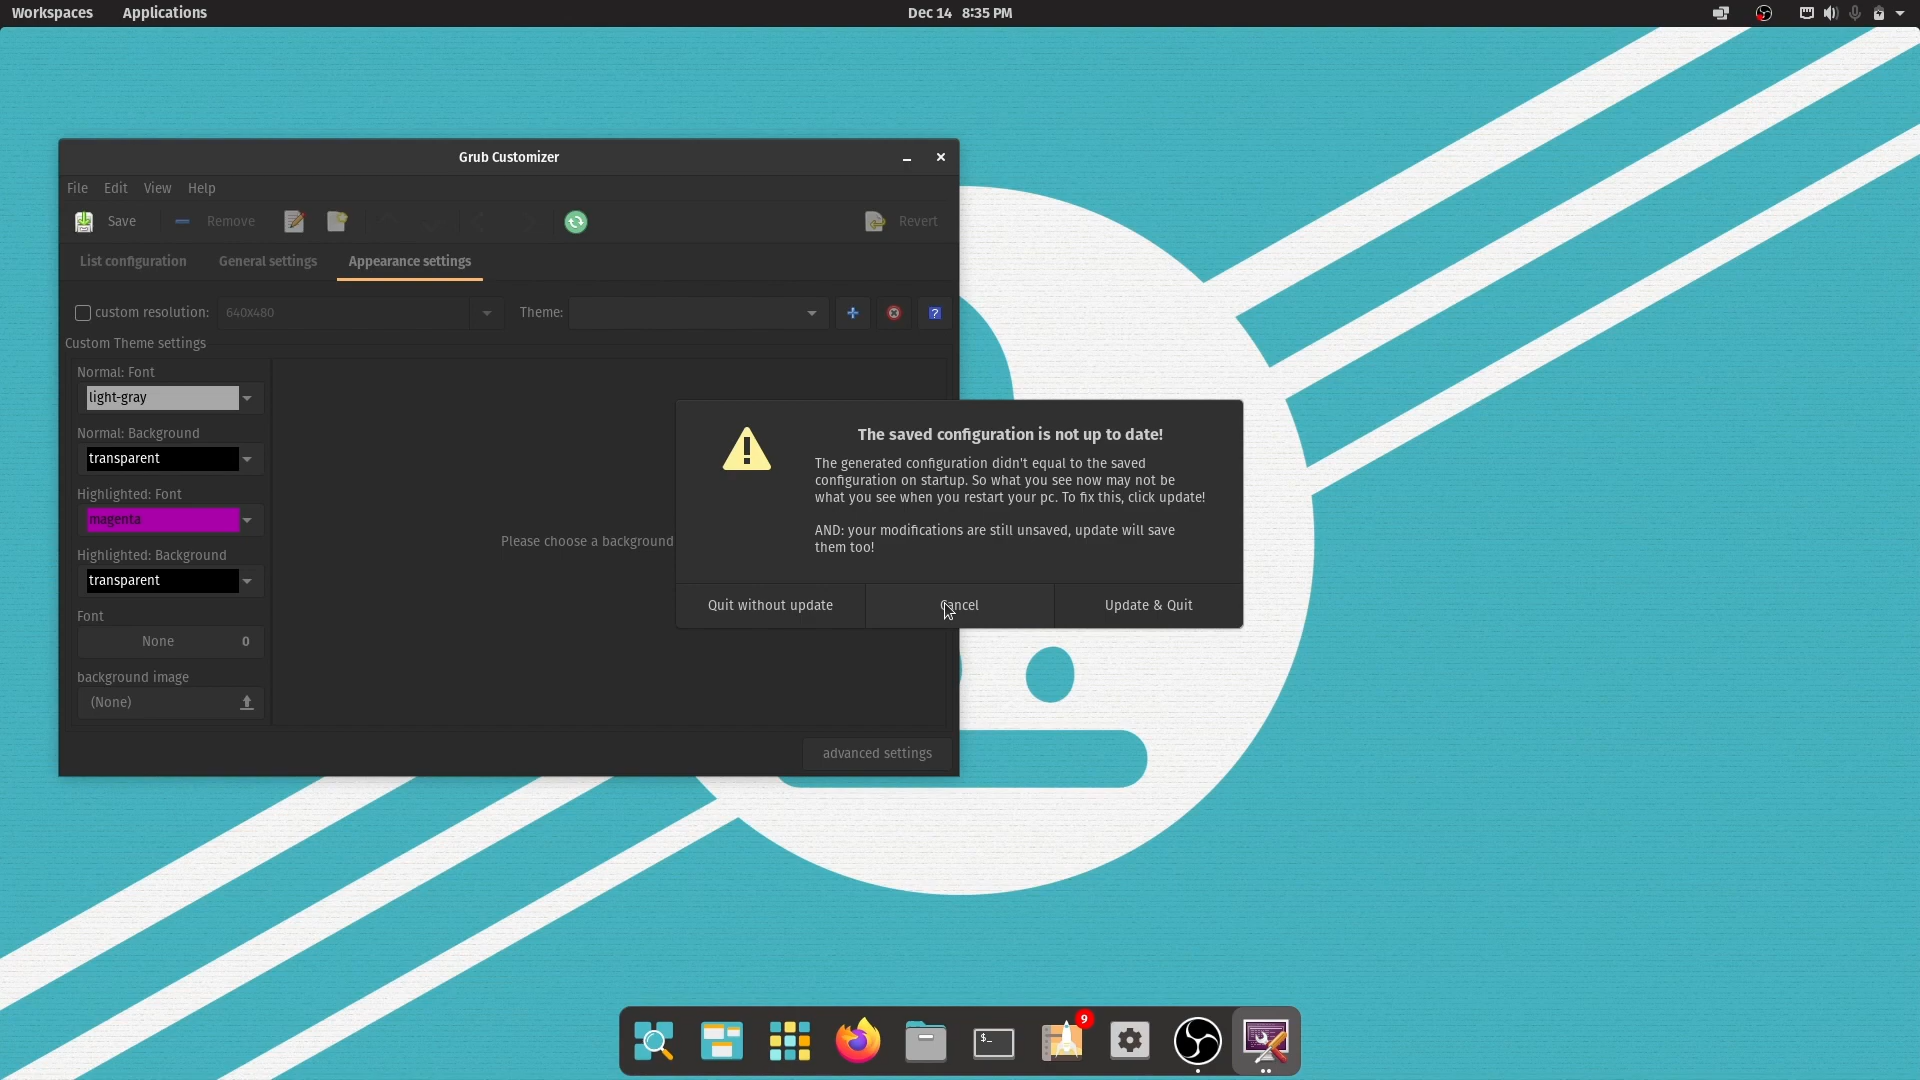 Workspaces Applications Dec 14 8:35 PM
Grub Customizer
File Edit View Help
Save Remove Revert
List configuration General settings Appearance settings
custom resolution: 640x480 Theme:
Custom Theme settings
Normal: Font
light-gray
Normal: Background
transparent
Highlighted: Font
magenta
Highlighted: Background
transparent
Font
None 0
background image
(None)
Please choose a background
advanced settings
The saved configuration is not up to date!
The generated configuration didn't equal to the saved
configuration on startup. So what you see now may not be
what you see when you restart your pc. To fix this, click update!
AND: your modifications are still unsaved, update will save
them too!
Quit without update Cancel Update & Quit
$_
9